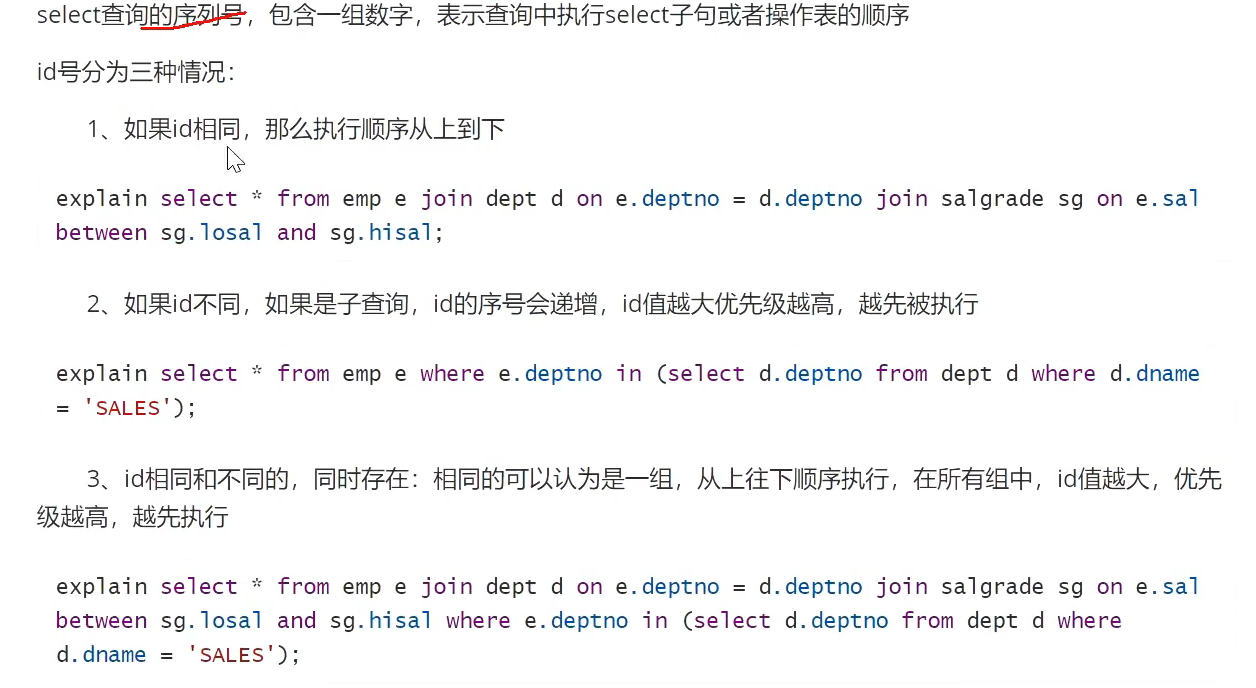 select查询的序列号，包含一组数字，表示查询中执行select子句或者操作表的顺序
id号分为三种情况：
1、如果id相同，那么执行顺序从上到下
explain select * from emp e join dept d on e.deptno = d.deptno join salgrade sg on e.sal
between sg.losal and sg.hisal;
2、如果id不同，如果是子查询，id的序号会递增，id值越大优先级越高，越先被执行
explain select * from emp e where e.deptno in (select d.deptno from dept d where d.dname
= 'SALES');
3、id相同和不同的，同时存在：相同的可以认为是一组，从上往下顺序执行，在所有组中，id值越大，优先
级越高，越先执行
explain select * from emp e join dept d on e.deptno = d.deptno join salgrade sg on e.sal
between sg.losal and sg.hisal where e.deptno in (select d.deptno from dept d where
d.dname = 'SALES');